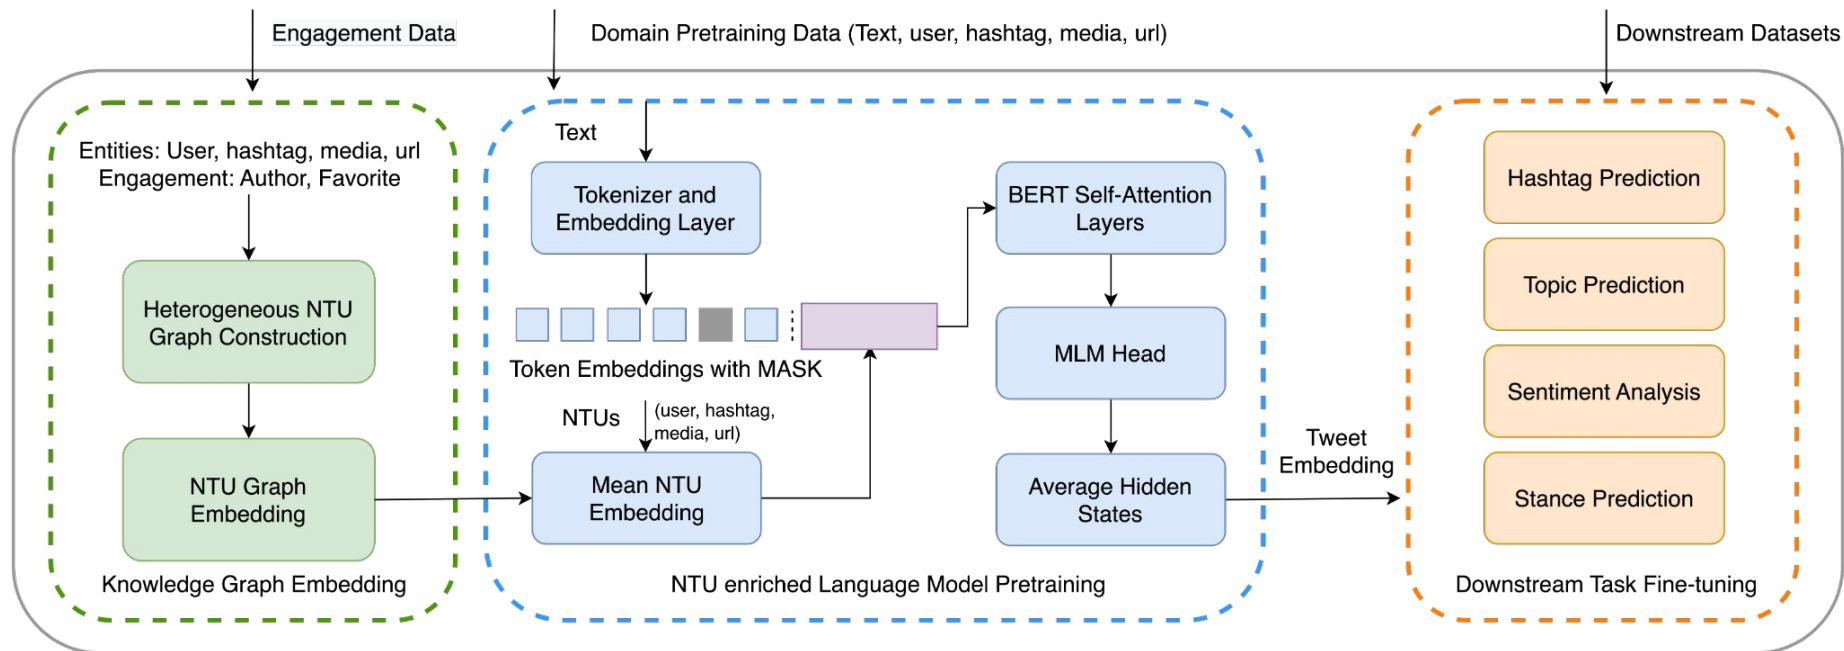 Engagement Data
Domain Pretraining Data (Text, user, hashtag, media, url)
Downstream Datasets
Entities: User, hashtag, media, url
Engagement: Author, Favorite
Heterogeneous NTU
Graph Construction
NTU Graph
Embedding
Knowledge Graph Embedding
Text
Tokenizer and
Embedding Layer
Token Embeddings with MASK
NTUs
(user, hashtag,
media, url)
Mean NTU
Embedding
BERT Self-Attention
Layers
MLM Head
Average Hidden
States
NTU enriched Language Model Pretraining
Tweet
Embedding
Hashtag Prediction
Topic Prediction
Sentiment Analysis
Stance Prediction
Downstream Task Fine-tuning